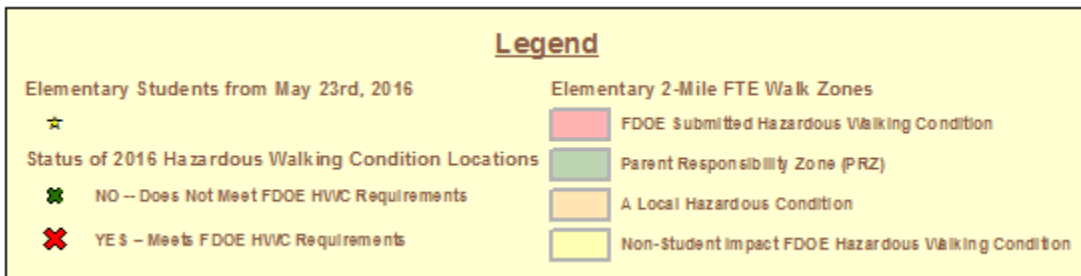 Legend
Elementary Students from May 23rd, 2016
Status of 2016 Hazardous Walking Condition Locations
NO -- Does Not Meet FDOE HWC Requirements
YES – Meets FDOE HWC Requirements
Elementary 2-Mile FTE Walk Zones
FDOE Submitted Hazardous Walking Condition
Parent Responsibility Zone (PRZ)
A Local Hazardous Condition
Non-Student Impact FDOE Hazardous Walking Condition